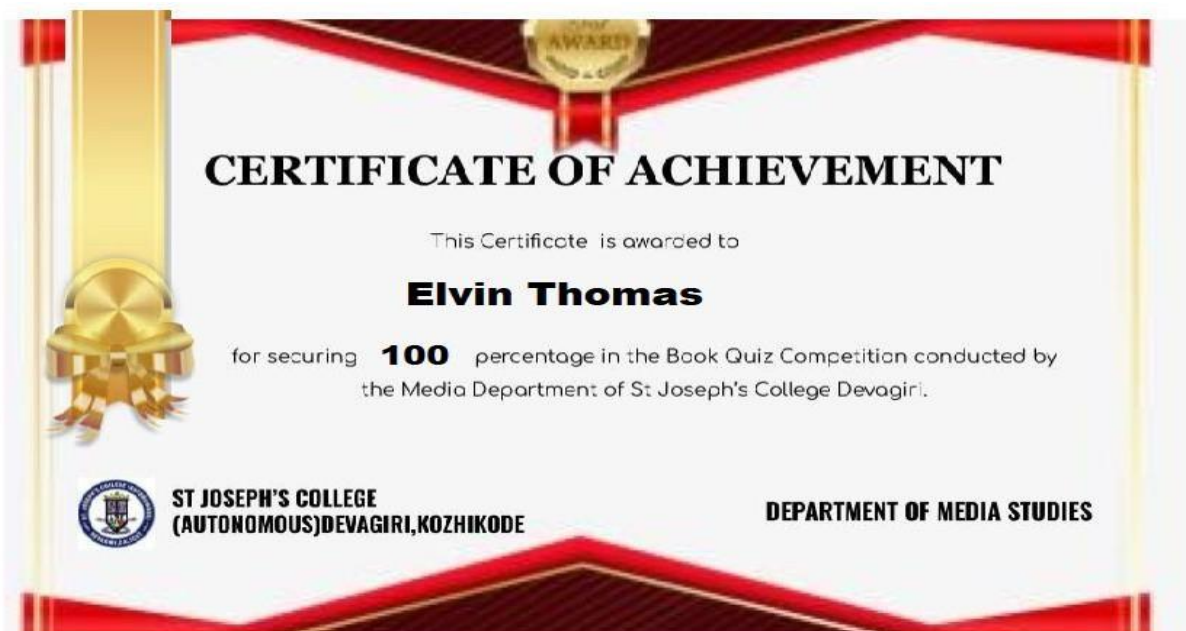 AWARD
CERTIFICATE OF ACHIEVEMENT
This Certificate is awarded to
Elvin Thomas
for securing 100 percentage in the Book Quiz Competition conducted by
the Media Department of St Joseph's College Devagiri.
ST JOSEPH'S COLLEGE
(AUTONOMOUS)DEVAGIRI,KOZHIKODE
DEPARTMENT OF MEDIA STUDIES